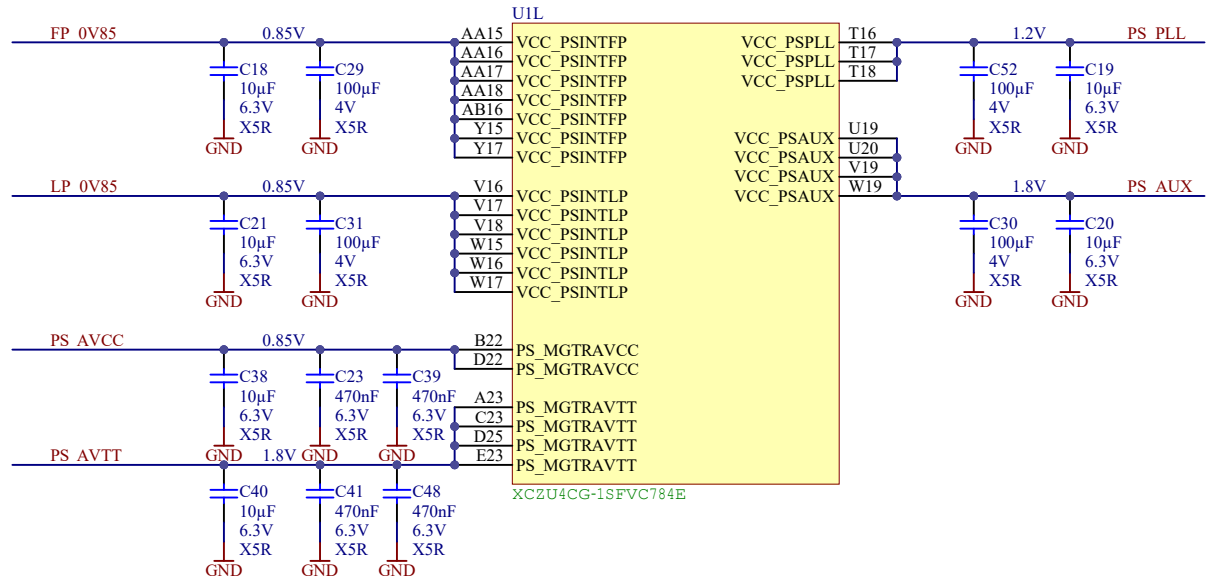 U1L
FP_0V85 0.85V
AA15 VCC_PSINTFP
AA16 VCC_PSINTFP
AA17 VCC_PSINTFP
AA18 VCC_PSINTFP
AB16 VCC_PSINTFP
Y15 VCC_PSINTFP
Y17 VCC_PSINTFP
C18
10µF
6.3V
X5R
GND
C29
100µF
4V
X5R
GND
VCC_PSPLL T16
VCC_PSPLL T17
VCC_PSPLL T18
1.2V PS_PLL
C52
100µF
4V
X5R
GND
C19
10µF
6.3V
X5R
GND
VCC_PSAUX U19
VCC_PSAUX U20
VCC_PSAUX V19
VCC_PSAUX W19
1.8V PS_AUX
C30
100µF
4V
X5R
GND
C20
10µF
6.3V
X5R
GND
LP_0V85 0.85V
V16 VCC_PSINTLP
V17 VCC_PSINTLP
V18 VCC_PSINTLP
W15 VCC_PSINTLP
W16 VCC_PSINTLP
W17 VCC_PSINTLP
C21
10µF
6.3V
X5R
GND
C31
100µF
4V
X5R
GND
PS_AVCC 0.85V
B22 PS_MGTRAVCC
D22 PS_MGTRAVCC
C38
10µF
6.3V
X5R
GND
C23
470nF
6.3V
X5R
GND
C39
470nF
6.3V
X5R
GND
A23 PS_MGTRAVTT
C23 PS_MGTRAVTT
D25 PS_MGTRAVTT
E23 PS_MGTRAVTT
PS_AVTT 1.8V
C40
10µF
6.3V
X5R
GND
C41
470nF
6.3V
X5R
GND
C48
470nF
6.3V
X5R
GND
XCZU4CG-1SFVC784E